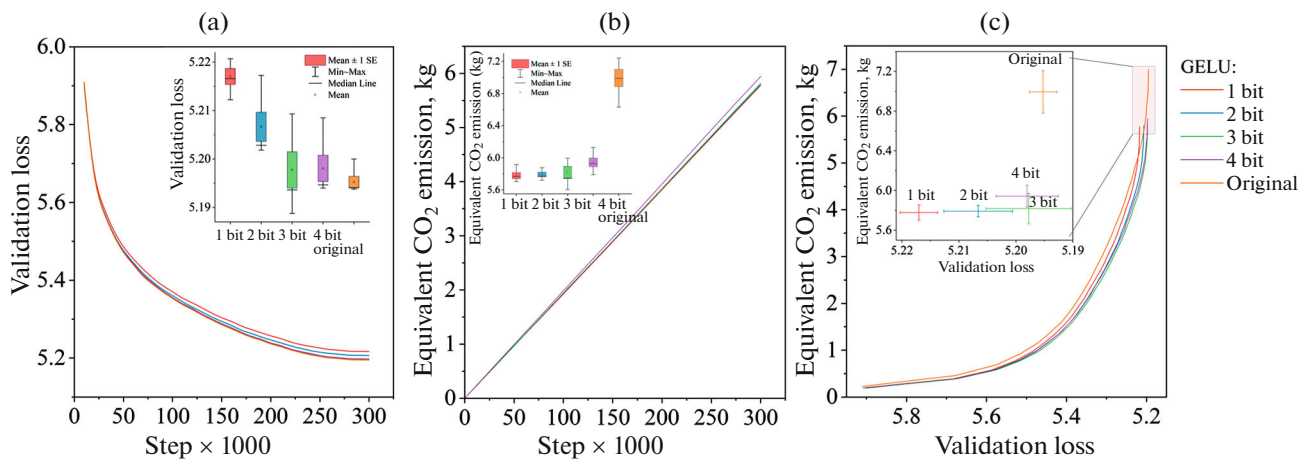 (a)
6.0
5.8
5.6
5.4
5.2
Validation loss
0 50 100 150 200 250 300
Step × 1000
5.22
5.21
5.20
5.19
Validation loss
Mean ± 1 SE
Min~Max
Median Line
Mean
1 bit 2 bit 3 bit 4 bit
original
(b)
6
5
4
3
2
1
0
Equivalent CO2 emission, kg
0 50 100 150 200 250 300
Step × 1000
7.2
6.8
6.4
6.0
5.6
Equivalent CO2 emission (kg)
Mean ± 1 SE
Min~Max
Median Line
Mean
1 bit 2 bit 3 bit 4 bit
original
(c)
8
7
6
5
4
3
2
1
0
Equivalent CO2 emission, kg
5.8 5.6 5.4 5.2
Validation loss
7.2
6.6
6.0
5.6
Equivalent CO2 emission, kg
Original
4 bit
1 bit 2 bit 3 bit
5.22 5.21 5.20 5.19
Validation loss
GELU:
1 bit
2 bit
3 bit
4 bit
Original